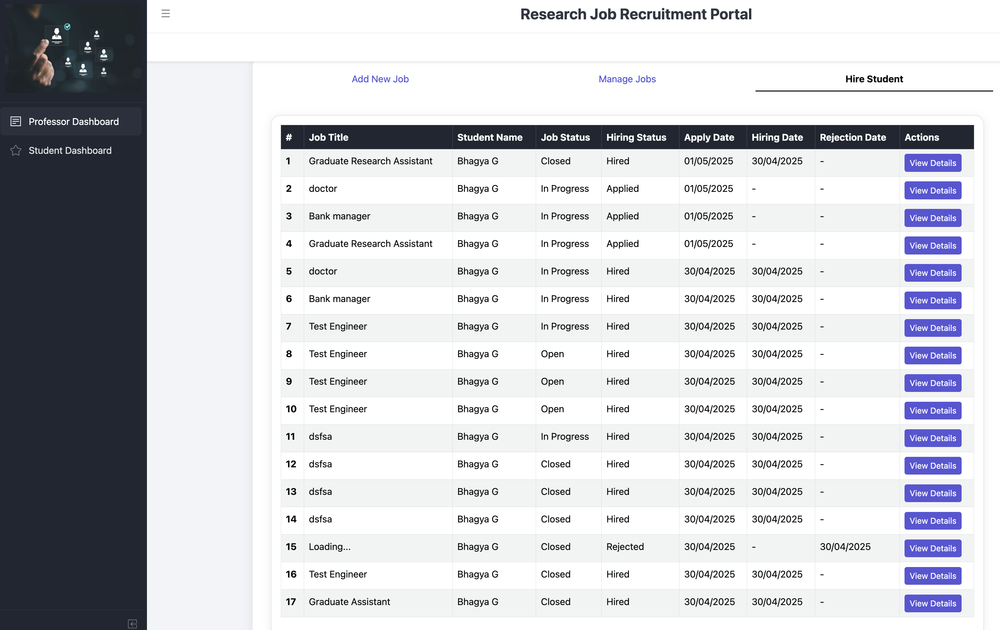 Research Job Recruitment Portal
Professor Dashboard
Student Dashboard
Add New Job Manage Jobs Hire Student
# Job Title Student Name Job Status Hiring Status Apply Date Hiring Date Rejection Date Actions
1 Graduate Research Assistant Bhagya G Closed Hired 01/05/2025 30/04/2025 - View Details
2 doctor Bhagya G In Progress Applied 01/05/2025 - - View Details
3 Bank manager Bhagya G In Progress Applied 01/05/2025 - - View Details
4 Graduate Research Assistant Bhagya G In Progress Applied 01/05/2025 - - View Details
5 doctor Bhagya G In Progress Hired 30/04/2025 30/04/2025 - View Details
6 Bank manager Bhagya G In Progress Hired 30/04/2025 30/04/2025 - View Details
7 Test Engineer Bhagya G In Progress Hired 30/04/2025 30/04/2025 - View Details
8 Test Engineer Bhagya G Open Hired 30/04/2025 30/04/2025 - View Details
9 Test Engineer Bhagya G Open Hired 30/04/2025 30/04/2025 - View Details
10 Test Engineer Bhagya G Open Hired 30/04/2025 30/04/2025 - View Details
11 dsfsa Bhagya G In Progress Hired 30/04/2025 30/04/2025 - View Details
12 dsfsa Bhagya G Closed Hired 30/04/2025 30/04/2025 - View Details
13 dsfsa Bhagya G Closed Hired 30/04/2025 30/04/2025 - View Details
14 dsfsa Bhagya G Closed Hired 30/04/2025 30/04/2025 - View Details
15 Loading... Bhagya G Closed Rejected 30/04/2025 - 30/04/2025 View Details
16 Test Engineer Bhagya G Closed Hired 30/04/2025 30/04/2025 - View Details
17 Graduate Assistant Bhagya G Closed Hired 30/04/2025 30/04/2025 - View Details